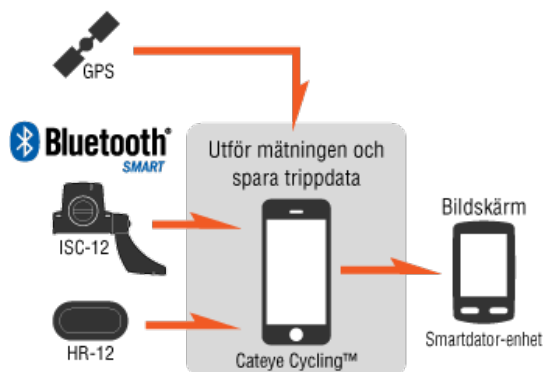 GPS
Bluetooth®
SMART
Utför mätningen och
spara trippdata
ISC-12
HR-12
Cateye Cycling™
Bildskärm
Smartdator-enhet